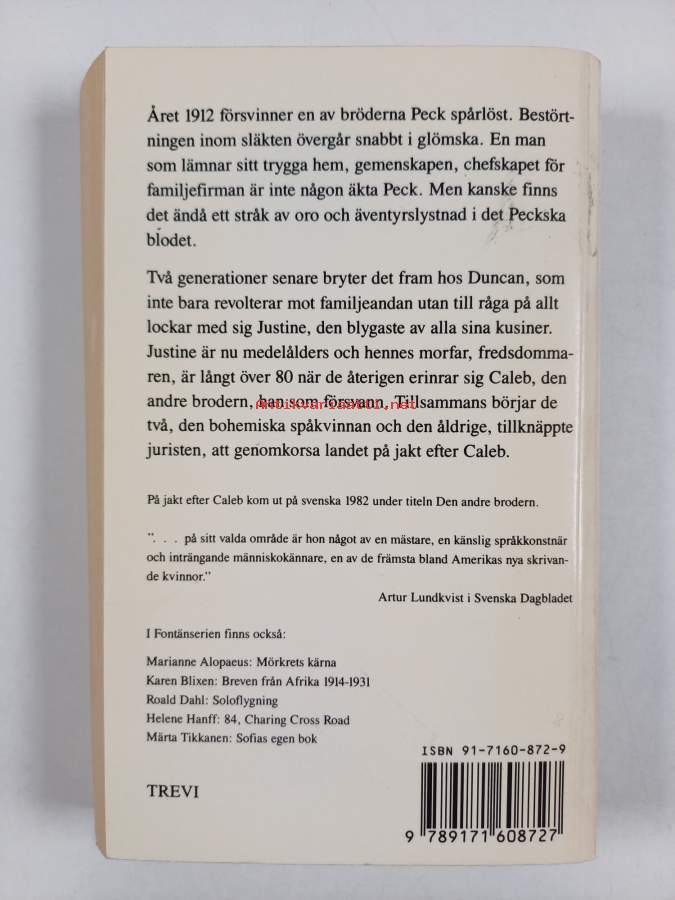 Året 1912 försvinner en av bröderna Peck spårlöst. Bestört-
ningen inom släkten övergår snabbt i glömska. En man
som lämnar sitt trygga hem, gemenskapen, chefskapet för
familjefirman är inte någon äkta Peck. Men kanske finns
det ändå ett stråk av oro och äventyrslystnad i det Peckska
blodet.
Två generationer senare bryter det fram hos Duncan, som
inte bara revolterar mot familjeandan utan till råga på allt
lockar med sig Justine, den blygaste av alla sina kusiner.
Justine är nu medelålders och hennes morfar, fredsdomma-
ren, är långt över 80 när de återigen erinrar sig Caleb, den
andre brodern, han som försvann. Tillsammans börjar de
Antikvariaatti.net
två, den bohemiska spåkvinnan och den åldrige, tillknäppte
juristen, att genomkorsa landet på jakt efter Caleb.
På jakt efter Caleb kom ut på svenska 1982 under titeln Den andre brodern.
”. . . på sitt valda område är hon något av en mästare, en känslig språkkonstnär
och inträngande människokännare, en av de främsta bland Amerikas nya skrivan-
de kvinnor.”
Artur Lundkvist i Svenska Dagbladet
I Fontänserien finns också:
Marianne Alopaeus: Mörkrets kärna
Karen Blixen: Breven från Afrika 1914-1931
Roald Dahl: Soloflygning
Helene Hanff: 84, Charing Cross Road
Märta Tikkanen: Sofias egen bok
ISBN 91-7160-872-9
TREVI
9 789171 608727